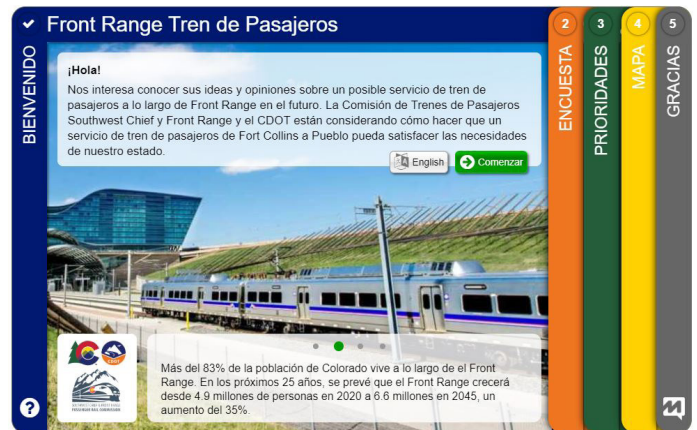 Front Range Tren de Pasajeros
BIENVENIDO
¡Hola!
Nos interesa conocer sus ideas y opiniones sobre un posible servicio de tren de
pasajeros a lo largo de Front Range en el futuro. La Comisión de Trenes de Pasajeros
Southwest Chief y Front Range y el CDOT están considerando cómo hacer que un
servicio de tren de pasajeros de Fort Collins a Pueblo pueda satisfacer las necesidades
de nuestro estado.
English
Comenzar
Más del 83% de la población de Colorado vive a lo largo de el Front
Range. En los próximos 25 años, se prevé que el Front Range crecerá
desde 4.9 millones de personas en 2020 a 6.6 millones en 2045, un
aumento del 35%.
?
2
ENCUESTA
3
PRIORIDADES
4
MAPA
5
GRACIAS